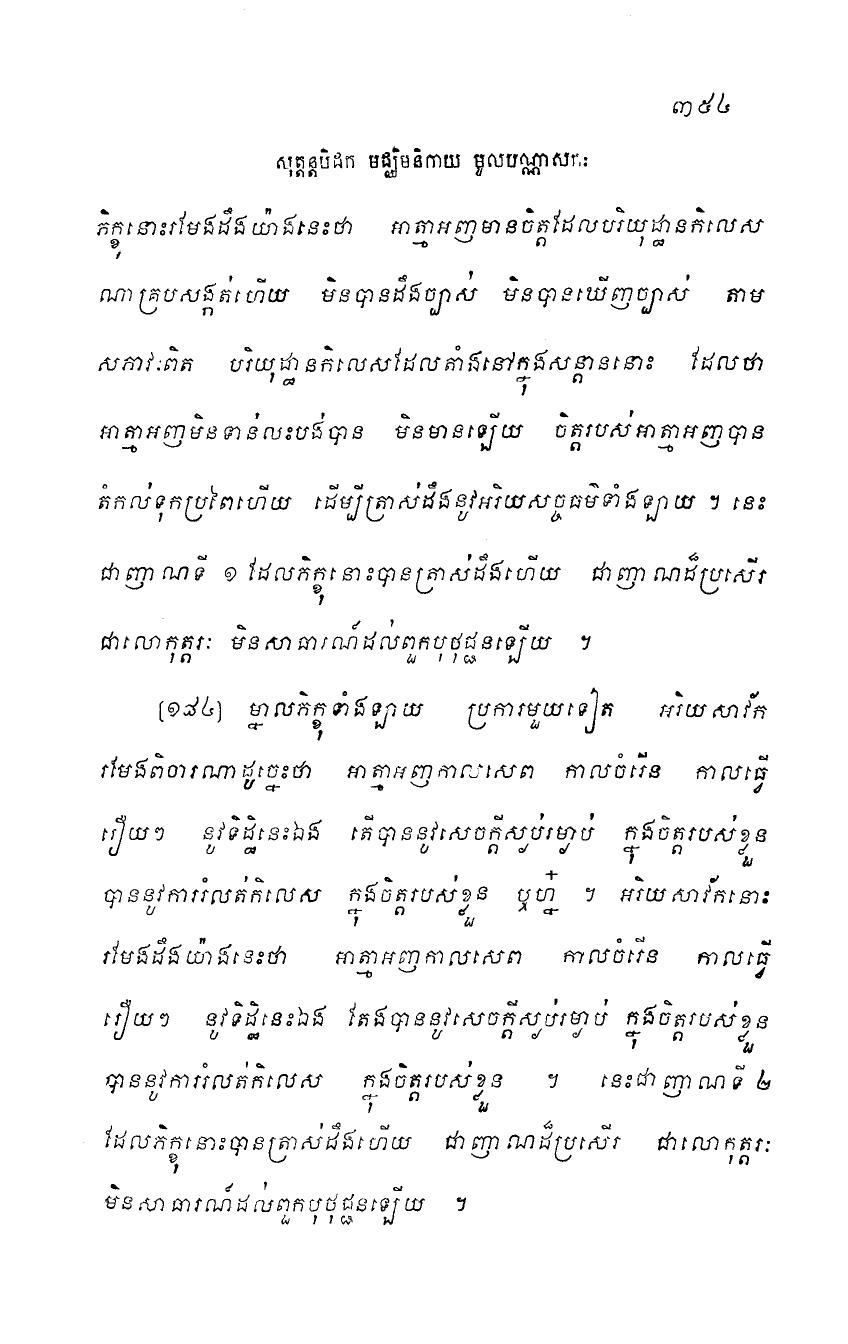 ៣៥៤
សុត្តន្តបិដក មជ្ឈិមនិកាយ មូលបណ្ណាសកៈ
ភិក្ខុនោះរមែងដឹងយ៉ាងនេះថា អាត្មាអញមានចិត្តដែលបរិយុដ្ឋានកិលេស
ណាគ្របសង្កត់ហើយ មិនបានដឹងច្បាស់ មិនបានឃើញច្បាស់ តាម
សភាវៈពិត បរិយុដ្ឋានកិលេសដែលតាំងនៅក្នុងសន្តាននោះ ដែលថា
អាត្មាអញមិនទាន់លះបង់បាន មិនមានឡើយ ចិត្តរបស់អាត្មាអញបាន
តំកល់ទុកប្រពៃហើយ ដើម្បីត្រាស់ដឹងនូវអរិយសច្ចធម៌ទាំងឡាយ ។ នេះ
ជាញាណទី ១ ដែលភិក្ខុនោះបានត្រាស់ដឹងហើយ ជាញាណដ៏ប្រសើរ
ជាលោកុត្តរៈ មិនសាធារណ៍ដល់ពួកបុថុជ្ជនឡើយ ។
[១៨៤] ម្នាលភិក្ខុទាំងឡាយ ប្រការមួយទៀត អរិយសាវ័ក
រមែងពិចារណាដូច្នេះថា អាត្មាអញកាលសេព កាលចំរើន កាលធ្វើ
រឿយៗ នូវទិដ្ឋិនេះឯង តើបាននូវសេចក្តីស្ងប់រម្ងាប់ ក្នុងចិត្តរបស់ខ្លួន
បាននូវការរំលត់កិលេស ក្នុងចិត្តរបស់ខ្លួន ឬហ្ន៎ ។ អរិយសាវ័កនោះ
រមែងដឹងយ៉ាងនេះថា អាត្មាអញកាលសេព កាលចំរើន កាលធ្វើ
រឿយៗ នូវទិដ្ឋិនេះឯង តែងបាននូវសេចក្តីស្ងប់រម្ងាប់ ក្នុងចិត្តរបស់ខ្លួន
បាននូវការរំលត់កិលេស ក្នុងចិត្តរបស់ខ្លួន ។ នេះជាញាណទី ២
ដែលភិក្ខុនោះបានត្រាស់ដឹងហើយ ជាញាណដ៏ប្រសើរ ជាលោកុត្តរៈ
មិនសាធារណ៍ដល់ពួកបុថុជ្ជនឡើយ ។